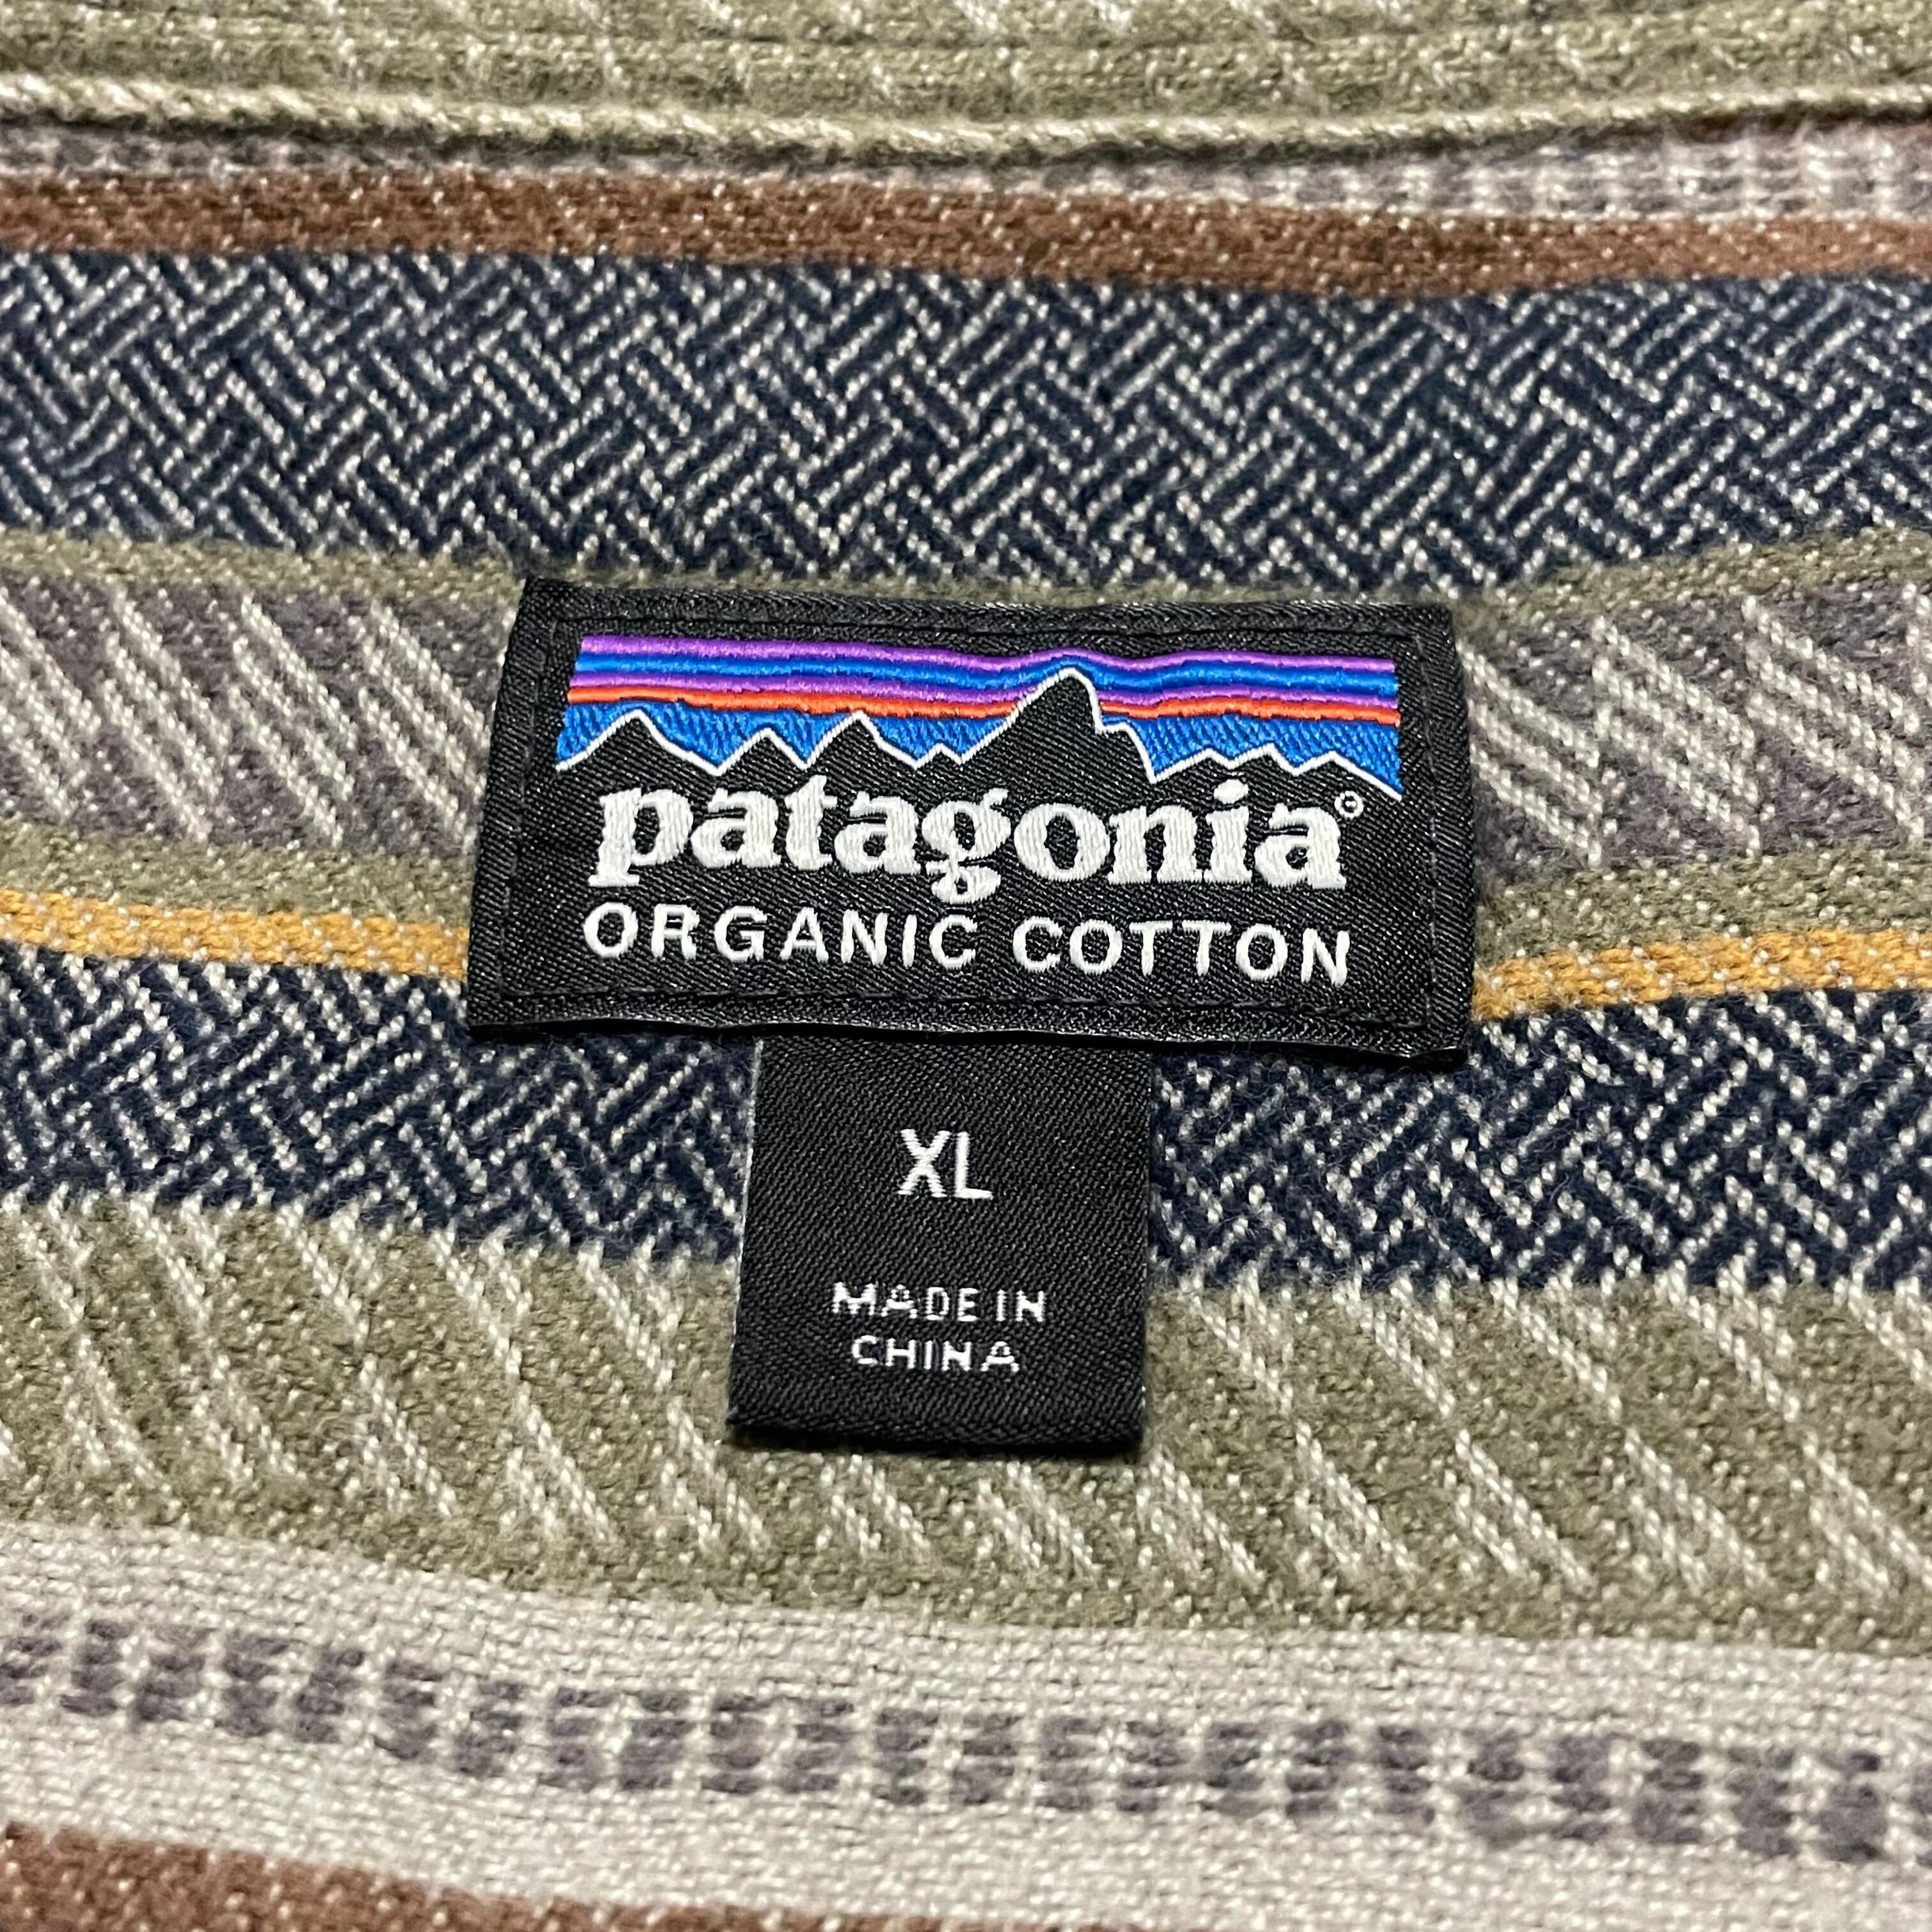 patagonia®
ORGANIC COTTON
XL
MADE IN
CHINA